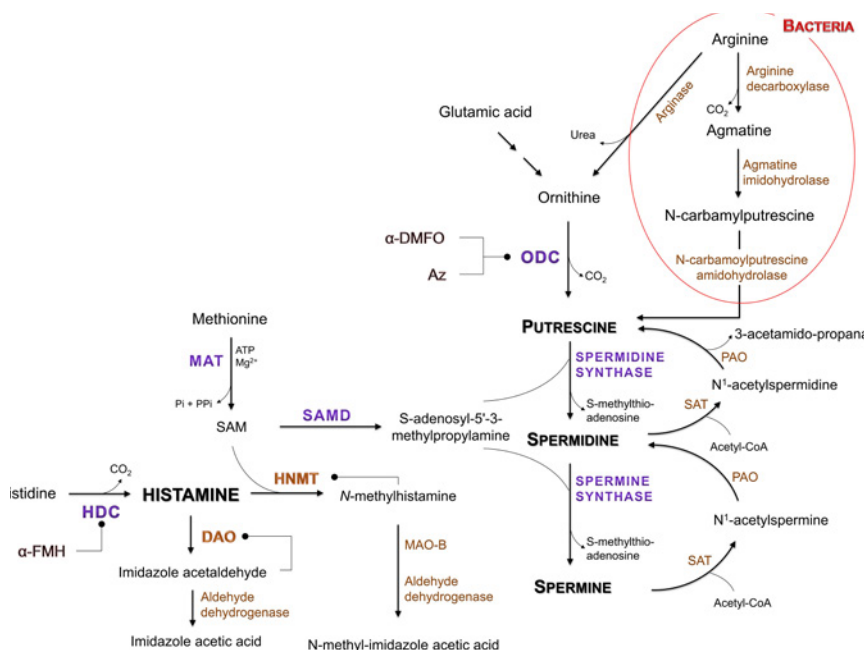 BACTERIA
Arginine
Arginine
decarboxylase
CO2
Arginase
Agmatine
Glutamic acid
Urea
Agmatine
imidohydrolase
Ornithine
N-carbamylputrescine
α-DMFO
ODC
Az
CO2
N-carbamoylputrescine
amidohydrolase
Methionine
PUTRESCINE
3-acetamido-propana
MAT
ATP
Mg2+
SPERMIDINE
SYNTHASE
PAO
N1-acetylspermidine
Pi + PPi
S-methylthio-
adenosine
SAT
SAM
SAMD
S-adenosyl-5'-3-
methylpropylamine
SPERMIDINE
Acetyl-CoA
CO2
HNMT
SPERMINE
SYNTHASE
PAO
istidine
HISTAMINE
N-methylhistamine
HDC
N1-acetylspermine
α-FMH
DAO
MAO-B
S-methylthio-
adenosine
SAT
Imidazole acetaldehyde
Aldehyde
dehydrogenase
Aldehyde
dehydrogenase
SPERMINE
Acetyl-CoA
Imidazole acetic acid
N-methyl-imidazole acetic acid